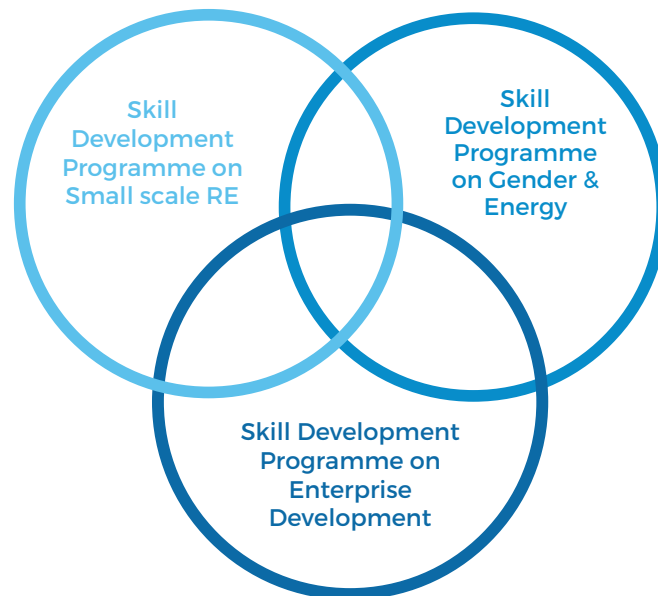 Skill
Development
Programme on
Small scale RE
Skill
Development
Programme
on Gender &
Energy
Skill Development
Programme on
Enterprise
Development